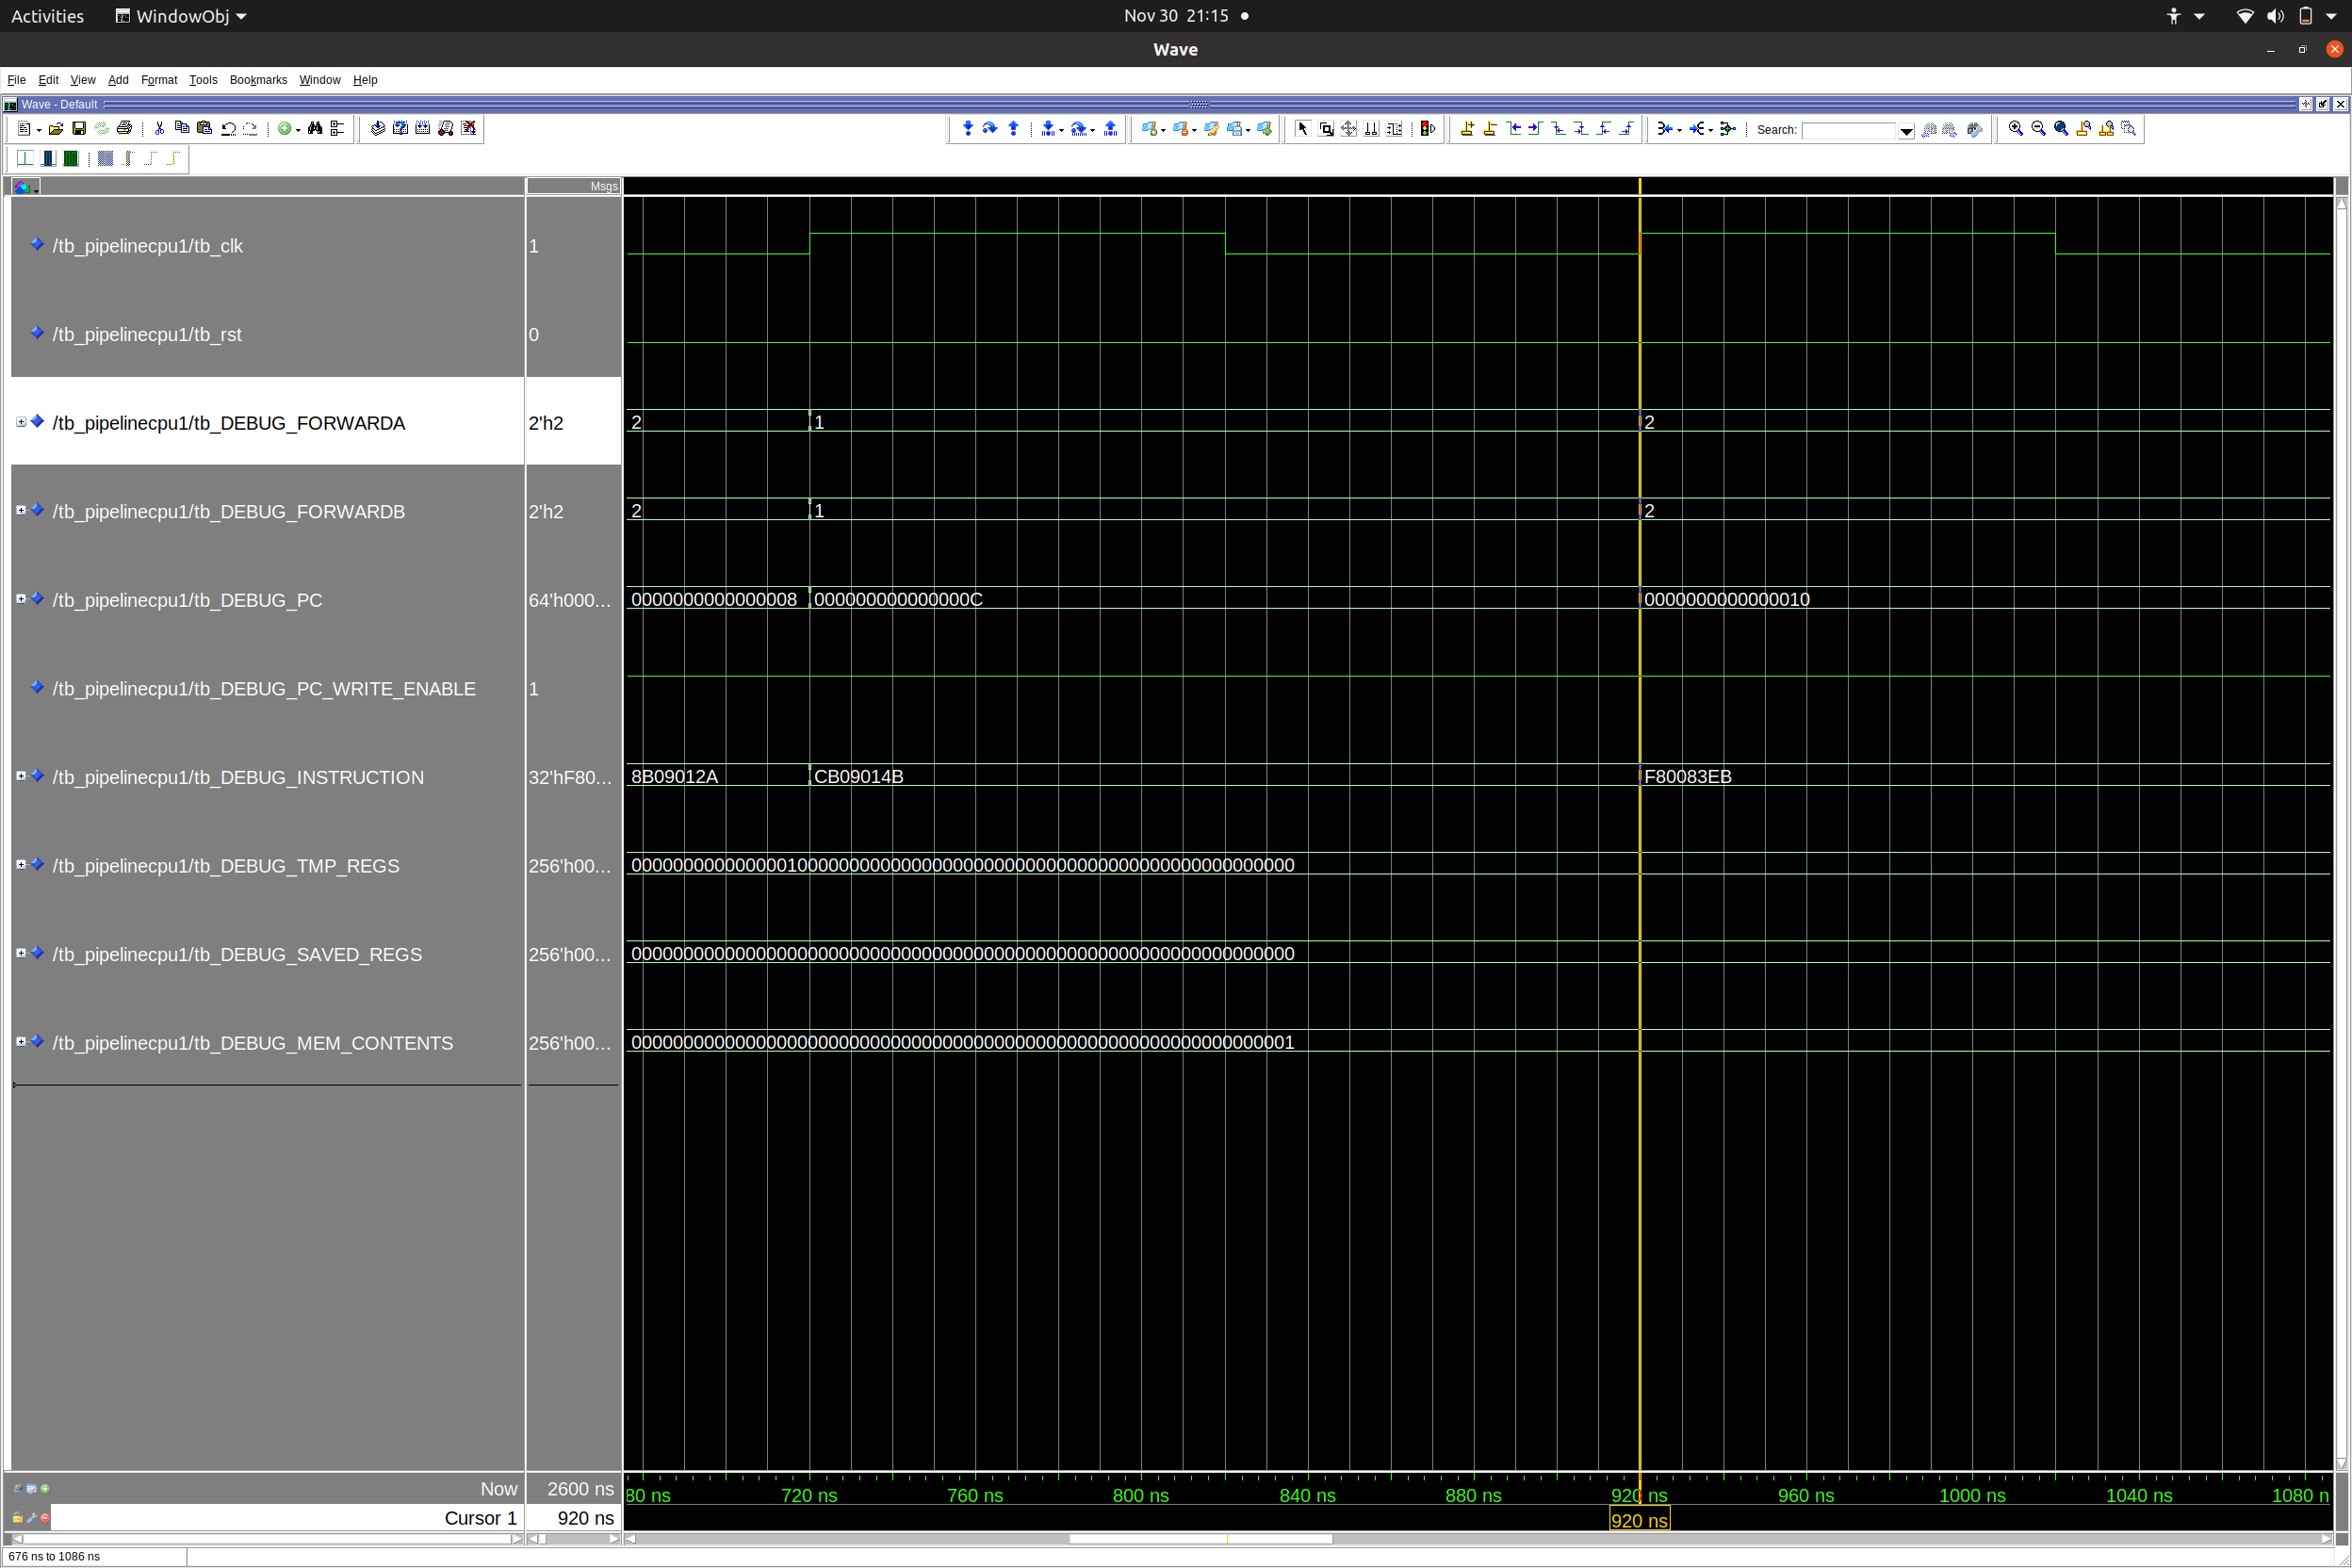 Activities WindowObj Nov 30 21:15
Wave
File Edit View Add Format Tools Bookmarks Window Help
Wave - Default
Search:
Msgs
/tb_pipelinecpu1/tb_clk 1
/tb_pipelinecpu1/tb_rst 0
/tb_pipelinecpu1/tb_DEBUG_FORWARDA 2'h2 2 1 2
/tb_pipelinecpu1/tb_DEBUG_FORWARDB 2'h2 2 1 2
/tb_pipelinecpu1/tb_DEBUG_PC 64'h000... 0000000000000008 000000000000000C 0000000000000010
/tb_pipelinecpu1/tb_DEBUG_PC_WRITE_ENABLE 1
/tb_pipelinecpu1/tb_DEBUG_INSTRUCTION 32'hF80... 8B09012A CB09014B F80083EB
/tb_pipelinecpu1/tb_DEBUG_TMP_REGS 256'h00... 0000000000000001000000000000000000000000000000000000000000000000
/tb_pipelinecpu1/tb_DEBUG_SAVED_REGS 256'h00... 0000000000000000000000000000000000000000000000000000000000000000
/tb_pipelinecpu1/tb_DEBUG_MEM_CONTENTS 256'h00... 0000000000000000000000000000000000000000000000000000000000000001
Now 2600 ns 80 ns 720 ns 760 ns 800 ns 840 ns 880 ns 920 ns 960 ns 1000 ns 1040 ns 1080 n
Cursor 1 920 ns 920 ns
676 ns to 1086 ns